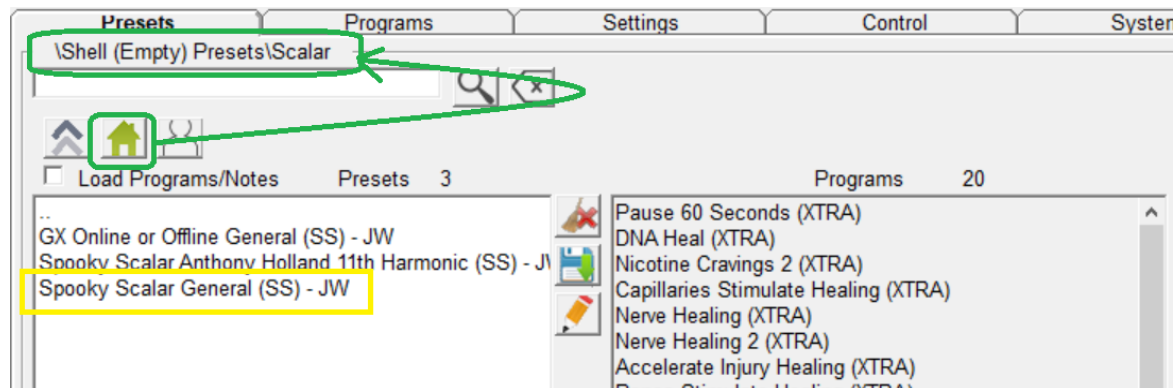 Presets Programs Settings Control
\Shell (Empty) Presets\Scalar
Load Programs/Notes Presets 3 Programs 20
..
GX Online or Offline General (SS) - JW
Spooky Scalar Anthony Holland 11th Harmonic (SS) -
Spooky Scalar General (SS) - JW
Pause 60 Seconds (XTRA)
DNA Heal (XTRA)
Nicotine Cravings 2 (XTRA)
Capillaries Stimulate Healing (XTRA)
Nerve Healing (XTRA)
Nerve Healing 2 (XTRA)
Accelerate Injury Healing (XTRA)